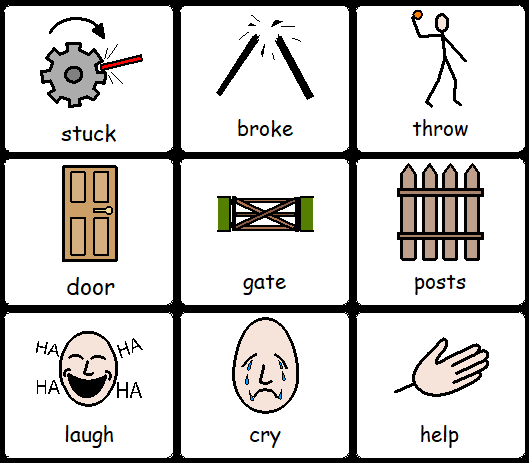 stuck
broke
throw
door
gate
posts
HA
HA
HA
HA
laugh
cry
help